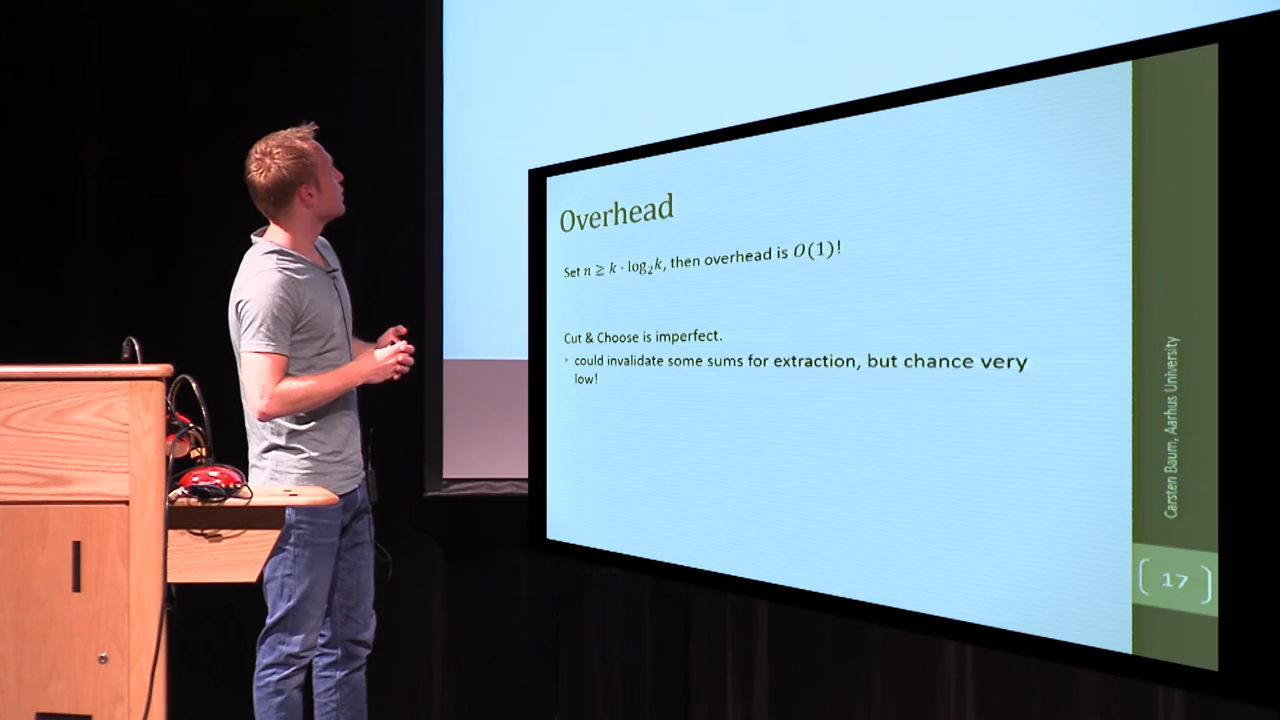 Overhead
Set n ≥ k · log₂k, then overhead is O(1)!
Cut & Choose is imperfect.
◦ could invalidate some sums for extraction, but chance very
low!
Carsten Baum, Aarhus University
17